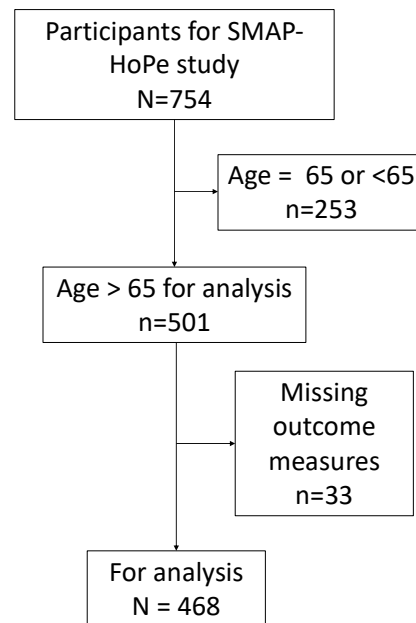 Participants for SMAP-
HoPe study
N=754
Age =  65 or <65
n=253
Age > 65 for analysis
n=501
Missing
outcome
measures
n=33
For analysis
N = 468